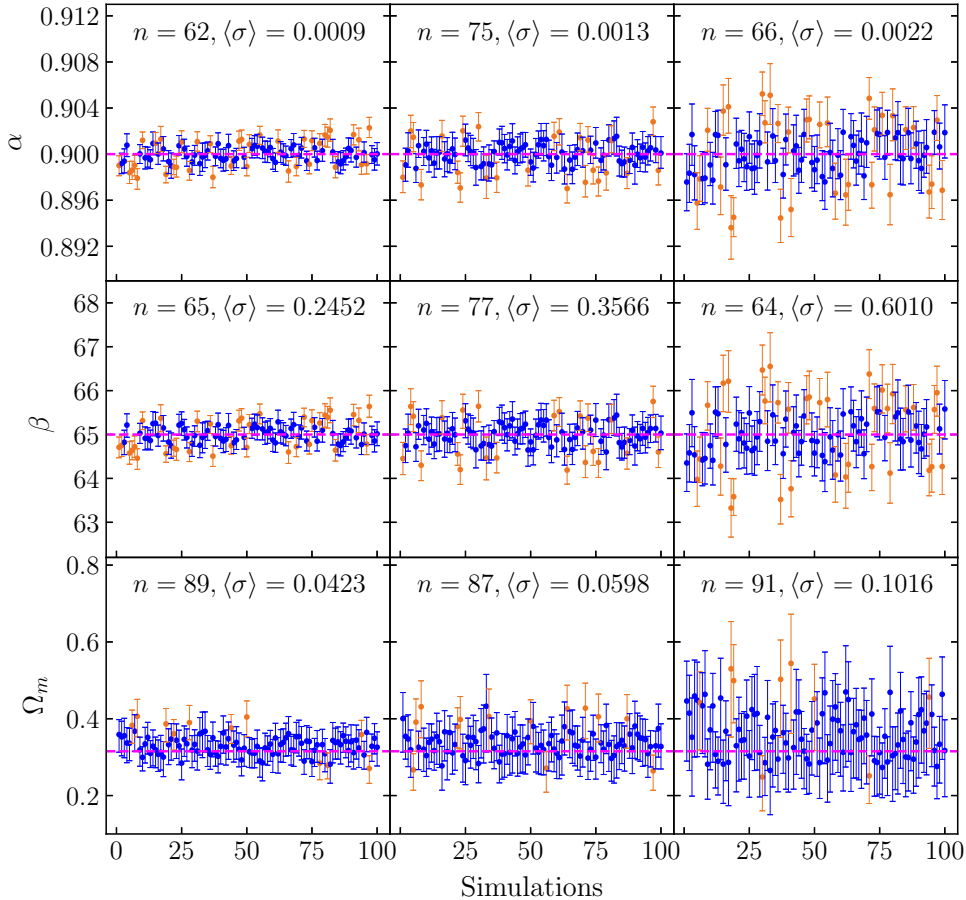 n = 62, ⟨σ⟩ = 0.0009
n = 75, ⟨σ⟩ = 0.0013
n = 66, ⟨σ⟩ = 0.0022
0.912
0.908
0.904
0.900
0.896
0.892
α
n = 65, ⟨σ⟩ = 0.2452
n = 77, ⟨σ⟩ = 0.3566
n = 64, ⟨σ⟩ = 0.6010
68
67
66
65
64
63
β
n = 89, ⟨σ⟩ = 0.0423
n = 87, ⟨σ⟩ = 0.0598
n = 91, ⟨σ⟩ = 0.1016
0.8
0.6
0.4
0.2
Ωm
0 25 50 75 100
0 25 50 75 100
0 25 50 75 100
Simulations